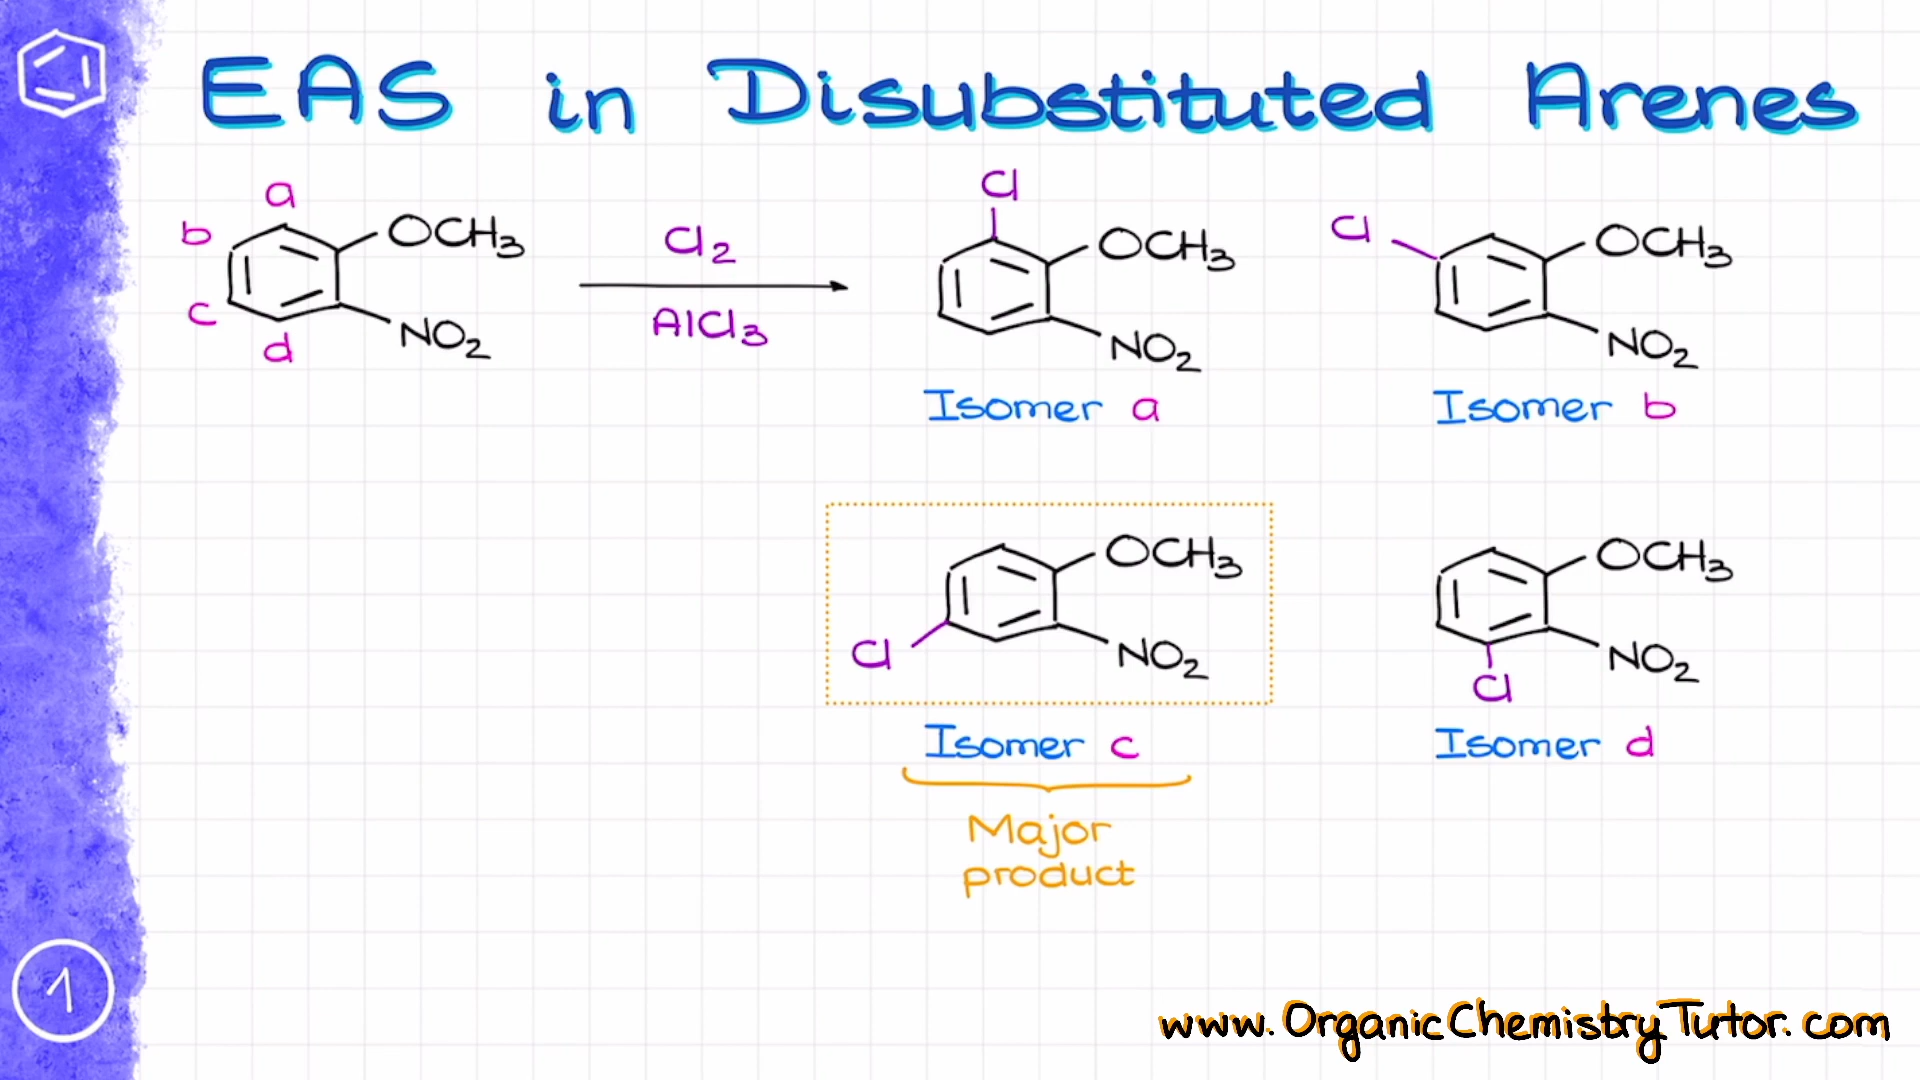 EAS in Disubstituted Arenes
a
b
c
d
OCH3
NO2
Cl2
AlCl3
Cl
OCH3
NO2
Isomer a
Cl
OCH3
NO2
Isomer b
OCH3
Cl
NO2
Isomer c
Major
product
OCH3
NO2
Cl
Isomer d
1
www.OrganicChemistryTutor.com